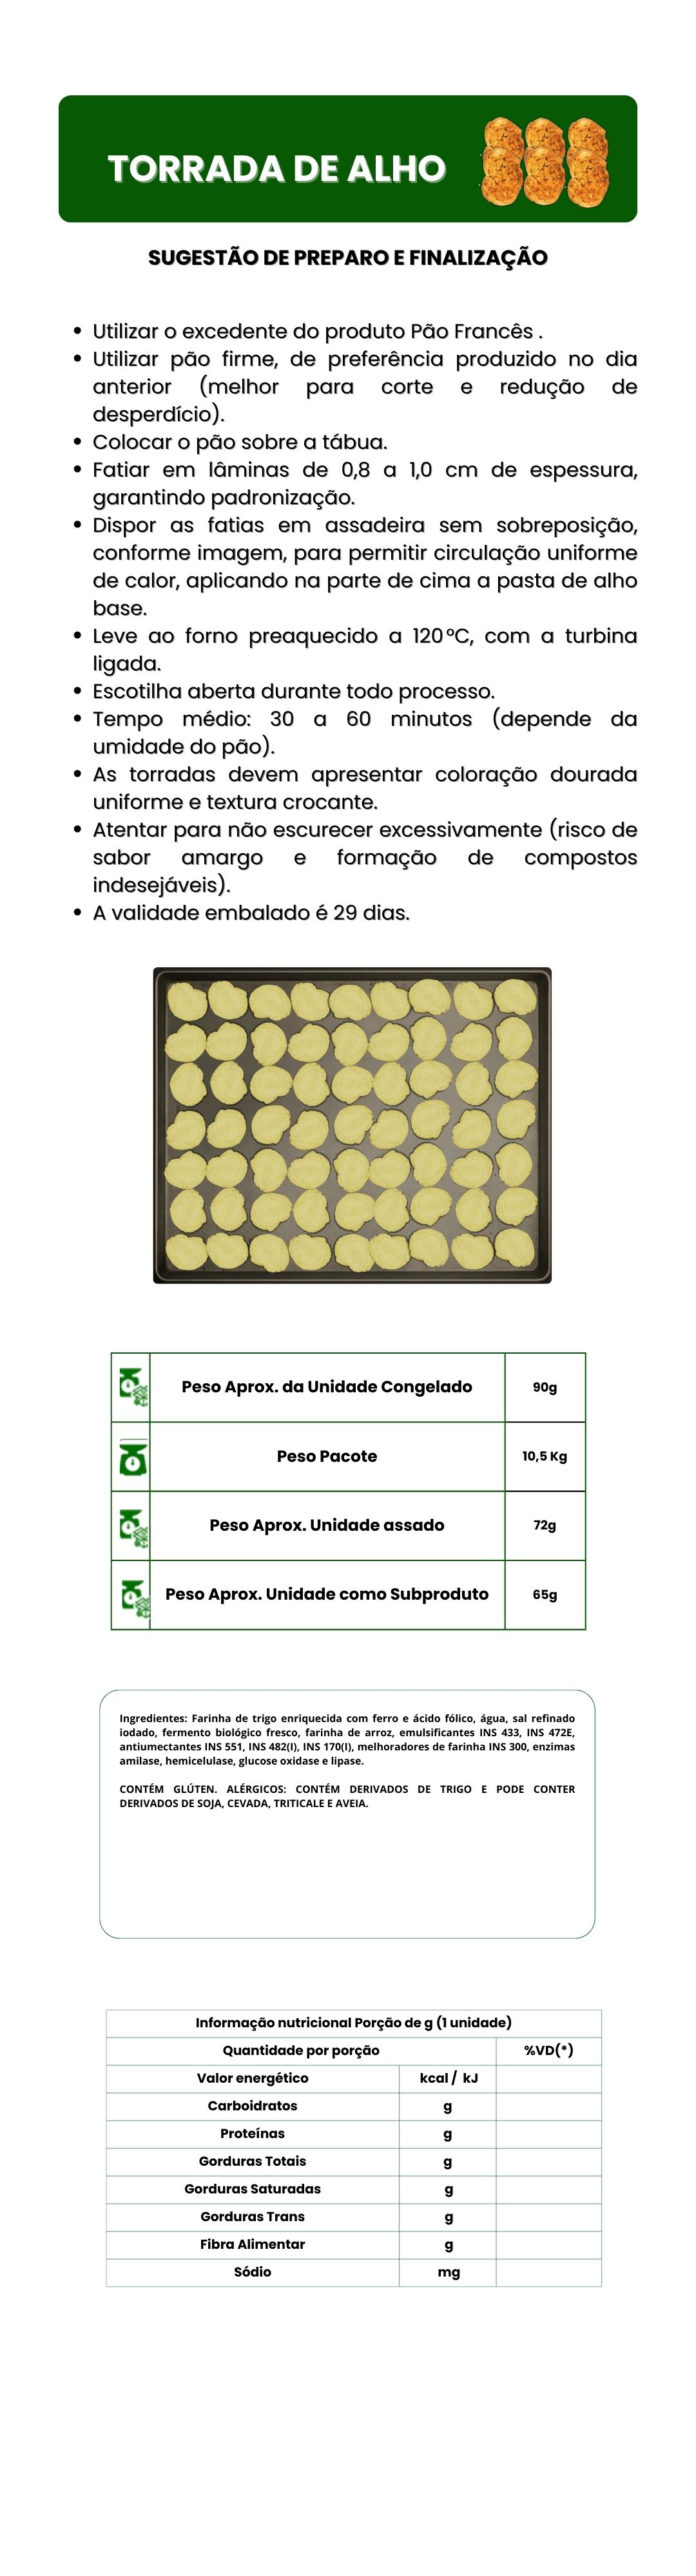 TORRADA DE ALHO
SUGESTÃO DE PREPARO E FINALIZAÇÃO
• Utilizar o excedente do produto Pão Francês .
• Utilizar pão firme, de preferência produzido no dia
anterior (melhor para corte e redução de
desperdício).
• Colocar o pão sobre a tábua.
• Fatiar em lâminas de 0,8 a 1,0 cm de espessura,
garantindo padronização.
• Dispor as fatias em assadeira sem sobreposição,
conforme imagem, para permitir circulação uniforme
de calor, aplicando na parte de cima a pasta de alho
base.
• Leve ao forno preaquecido a 120 °C, com a turbina
ligada.
• Escotilha aberta durante todo processo.
• Tempo médio: 30 a 60 minutos (depende da
umidade do pão).
• As torradas devem apresentar coloração dourada
uniforme e textura crocante.
• Atentar para não escurecer excessivamente (risco de
sabor amargo e formação de compostos
indesejáveis).
• A validade embalado é 29 dias.
Peso Aprox. da Unidade Congelado 90g
Peso Pacote 10,5 Kg
Peso Aprox. Unidade assado 72g
Peso Aprox. Unidade como Subproduto 65g
Ingredientes: Farinha de trigo enriquecida com ferro e ácido fólico, água, sal refinado
iodado, fermento biológico fresco, farinha de arroz, emulsificantes INS 433, INS 472E,
antiumectantes INS 551, INS 482(I), INS 170(I), melhoradores de farinha INS 300, enzimas
amilase, hemicelulase, glucose oxidase e lipase.
CONTÉM GLÚTEN. ALÉRGICOS: CONTÉM DERIVADOS DE TRIGO E PODE CONTER
DERIVADOS DE SOJA, CEVADA, TRITICALE E AVEIA.
Informação nutricional Porção de g (1 unidade)
Quantidade por porção %VD(*)
Valor energético kcal / kJ
Carboidratos g
Proteínas g
Gorduras Totais g
Gorduras Saturadas g
Gorduras Trans g
Fibra Alimentar g
Sódio mg